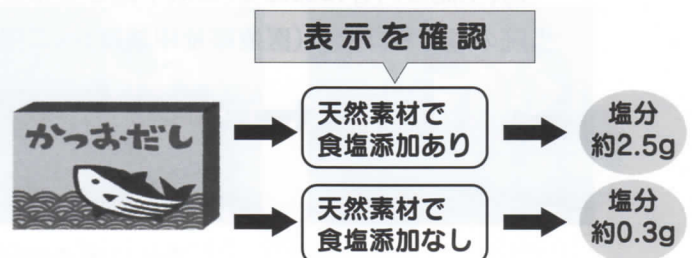 表示を確認
かつおだし
天然素材で
食塩添加あり
塩分
約2.5g
天然素材で
食塩添加なし
塩分
約0.3g